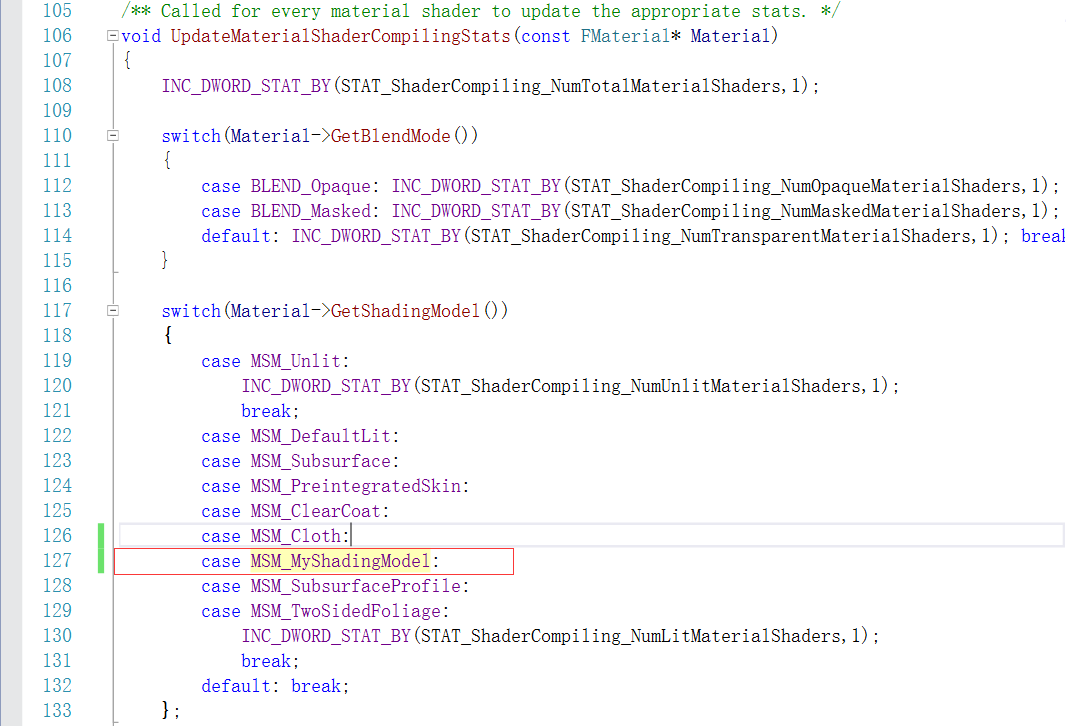 105 /** Called for every material shader to update the appropriate stats. */
106 void UpdateMaterialShaderCompilingStats(const FMaterial* Material)
107 {
108 INC_DWORD_STAT_BY(STAT_ShaderCompiling_NumTotalMaterialShaders,1);
109
110 switch(Material->GetBlendMode())
111 {
112 case BLEND_Opaque: INC_DWORD_STAT_BY(STAT_ShaderCompiling_NumOpaqueMaterialShaders,1);
113 case BLEND_Masked: INC_DWORD_STAT_BY(STAT_ShaderCompiling_NumMaskedMaterialShaders,1);
114 default: INC_DWORD_STAT_BY(STAT_ShaderCompiling_NumTransparentMaterialShaders,1); break
115 }
116
117 switch(Material->GetShadingModel())
118 {
119 case MSM_Unlit:
120 INC_DWORD_STAT_BY(STAT_ShaderCompiling_NumUnlitMaterialShaders,1);
121 break;
122 case MSM_DefaultLit:
123 case MSM_Subsurface:
124 case MSM_PreintegratedSkin:
125 case MSM_ClearCoat:
126 case MSM_Cloth:
127 case MSM_MyShadingModel:
128 case MSM_SubsurfaceProfile:
129 case MSM_TwoSidedFoliage:
130 INC_DWORD_STAT_BY(STAT_ShaderCompiling_NumLitMaterialShaders,1);
131 break;
132 default: break;
133 };